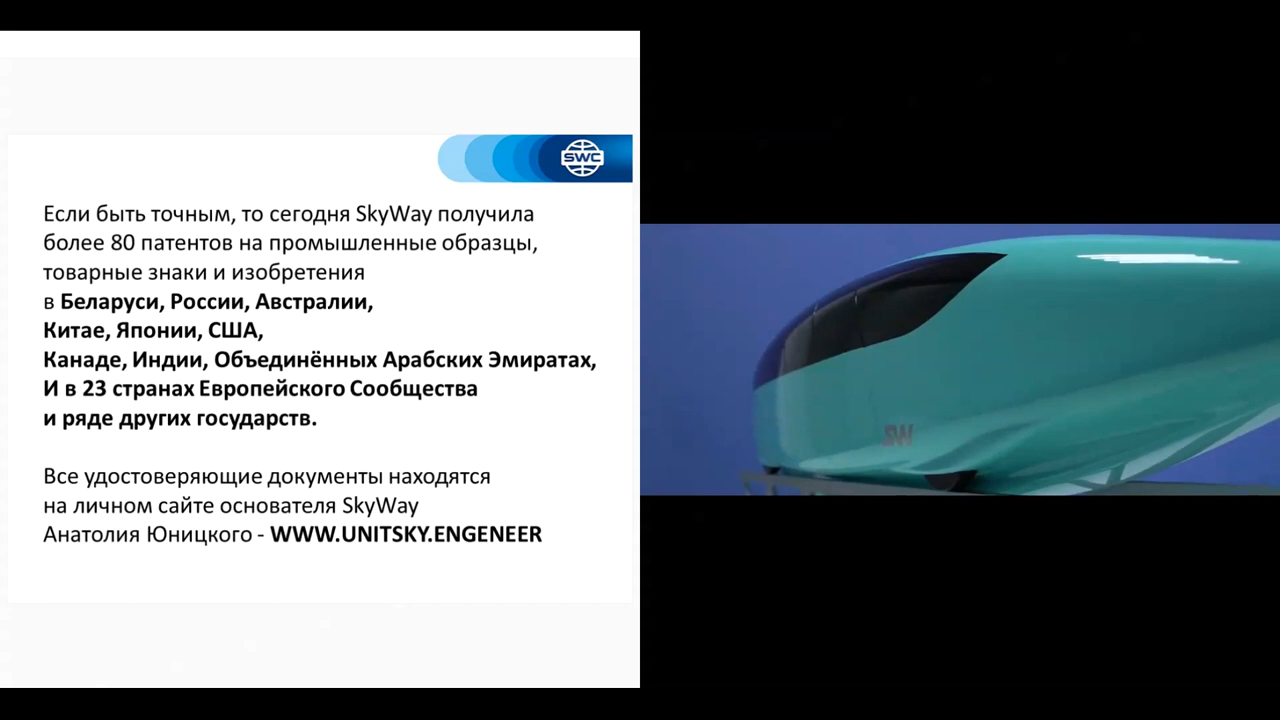 SWC
Если быть точным, то сегодня SkyWay получила
более 80 патентов на промышленные образцы,
товарные знаки и изобретения
в Беларуси, России, Австралии,
Китае, Японии, США,
Канаде, Индии, Объединённых Арабских Эмиратах,
И в 23 странах Европейского Сообщества
и ряде других государств.
Все удостоверяющие документы находятся
на личном сайте основателя SkyWay
Анатолия Юницкого - WWW.UNITSKY.ENGENEER
SW